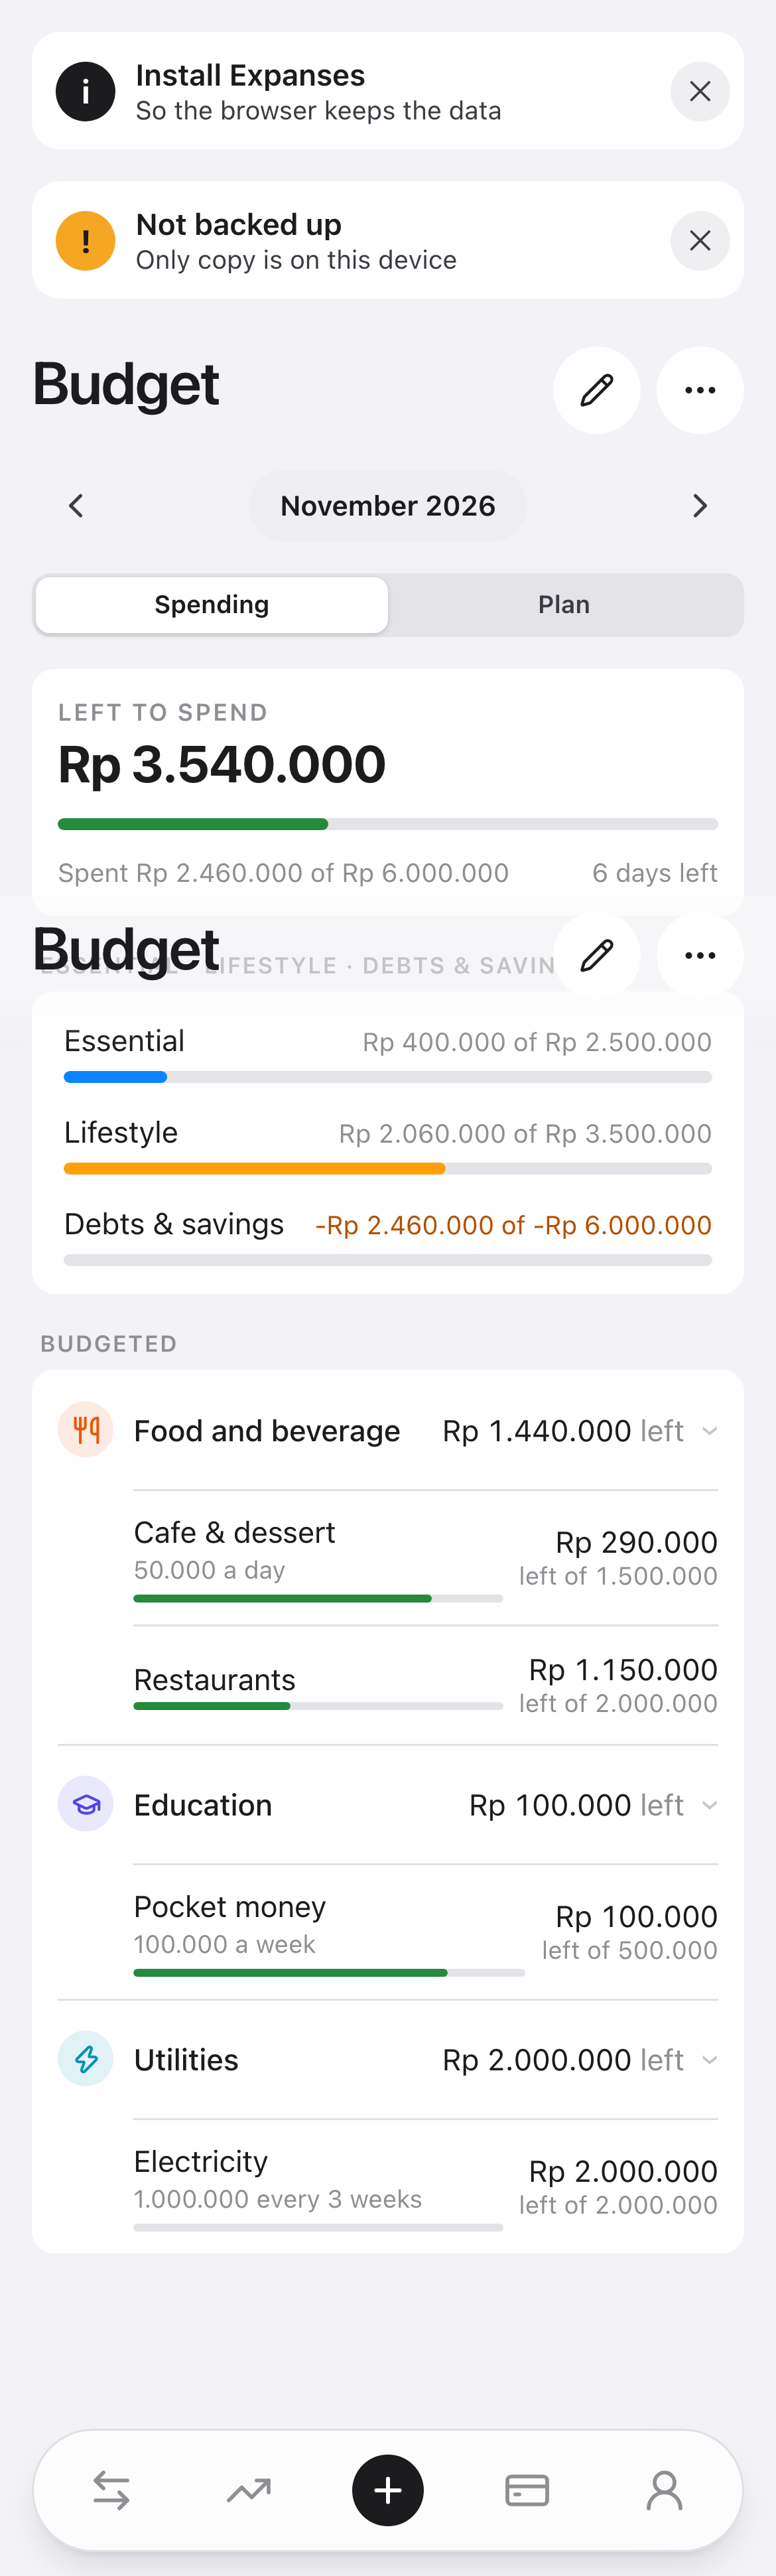 Install Expanses
So the browser keeps the data
Not backed up
Only copy is on this device
Budget
November 2026
Spending
Plan
LEFT TO SPEND
Rp 3.540.000
Spent Rp 2.460.000 of Rp 6.000.000
6 days left
Budget
ESSENTIAL · LIFESTYLE · DEBTS & SAVIN
Essential
Rp 400.000 of Rp 2.500.000
Lifestyle
Rp 2.060.000 of Rp 3.500.000
Debts & savings
-Rp 2.460.000 of -Rp 6.000.000
BUDGETED
Food and beverage
Rp 1.440.000 left
Cafe & dessert
50.000 a day
Rp 290.000
left of 1.500.000
Restaurants
Rp 1.150.000
left of 2.000.000
Education
Rp 100.000 left
Pocket money
100.000 a week
Rp 100.000
left of 500.000
Utilities
Rp 2.000.000 left
Electricity
1.000.000 every 3 weeks
Rp 2.000.000
left of 2.000.000